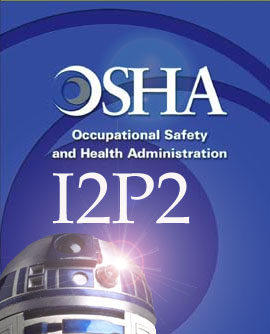 OSHA
Occupational Safety
and Health Administration
I2P2